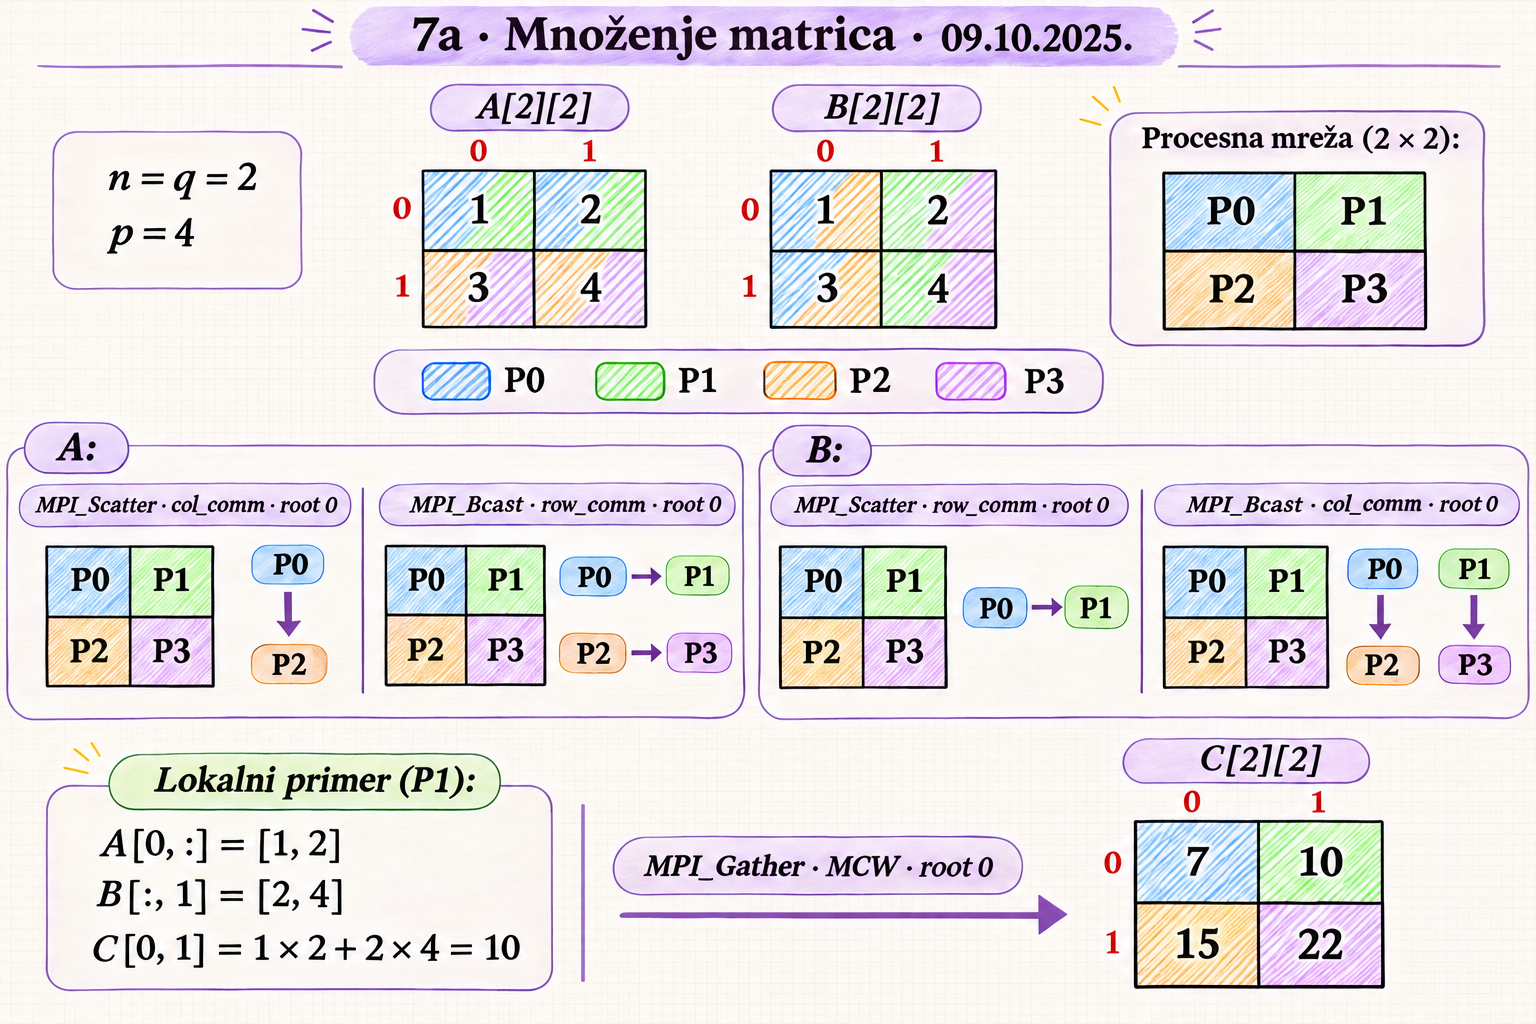 7a · Množenje matrica · 09.10.2025.
n = q = 2
p = 4
A[2][2]
0 1
0 1 2
1 3 4
B[2][2]
0 1
0 1 2
1 3 4
Procesna mreža (2 × 2):
P0 P1
P2 P3
P0 P1 P2 P3
A:
MPI_Scatter · col_comm · root 0
P0 P1
P2 P3
P0
P2
MPI_Bcast · row_comm · root 0
P0 P1
P2 P3
P0 → P1
P2 → P3
B:
MPI_Scatter · row_comm · root 0
P0 P1
P2 P3
P0 → P1
MPI_Bcast · col_comm · root 0
P0 P1
P2 P3
P0 P1
P2 P3
Lokalni primer (P1):
A[0, :] = [1, 2]
B[:, 1] = [2, 4]
C[0, 1] = 1 × 2 + 2 × 4 = 10
MPI_Gather · MCW · root 0
C[2][2]
0 1
0 7 10
1 15 22